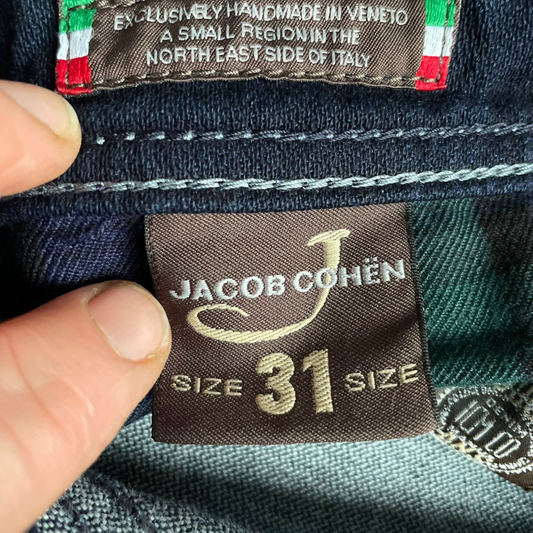 EXCLUSIVELY HANDMADE IN VENETO
A SMALL REGION IN THE
NORTH EAST SIDE OF ITALY
J
JACOB COHËN
SIZE 31 SIZE